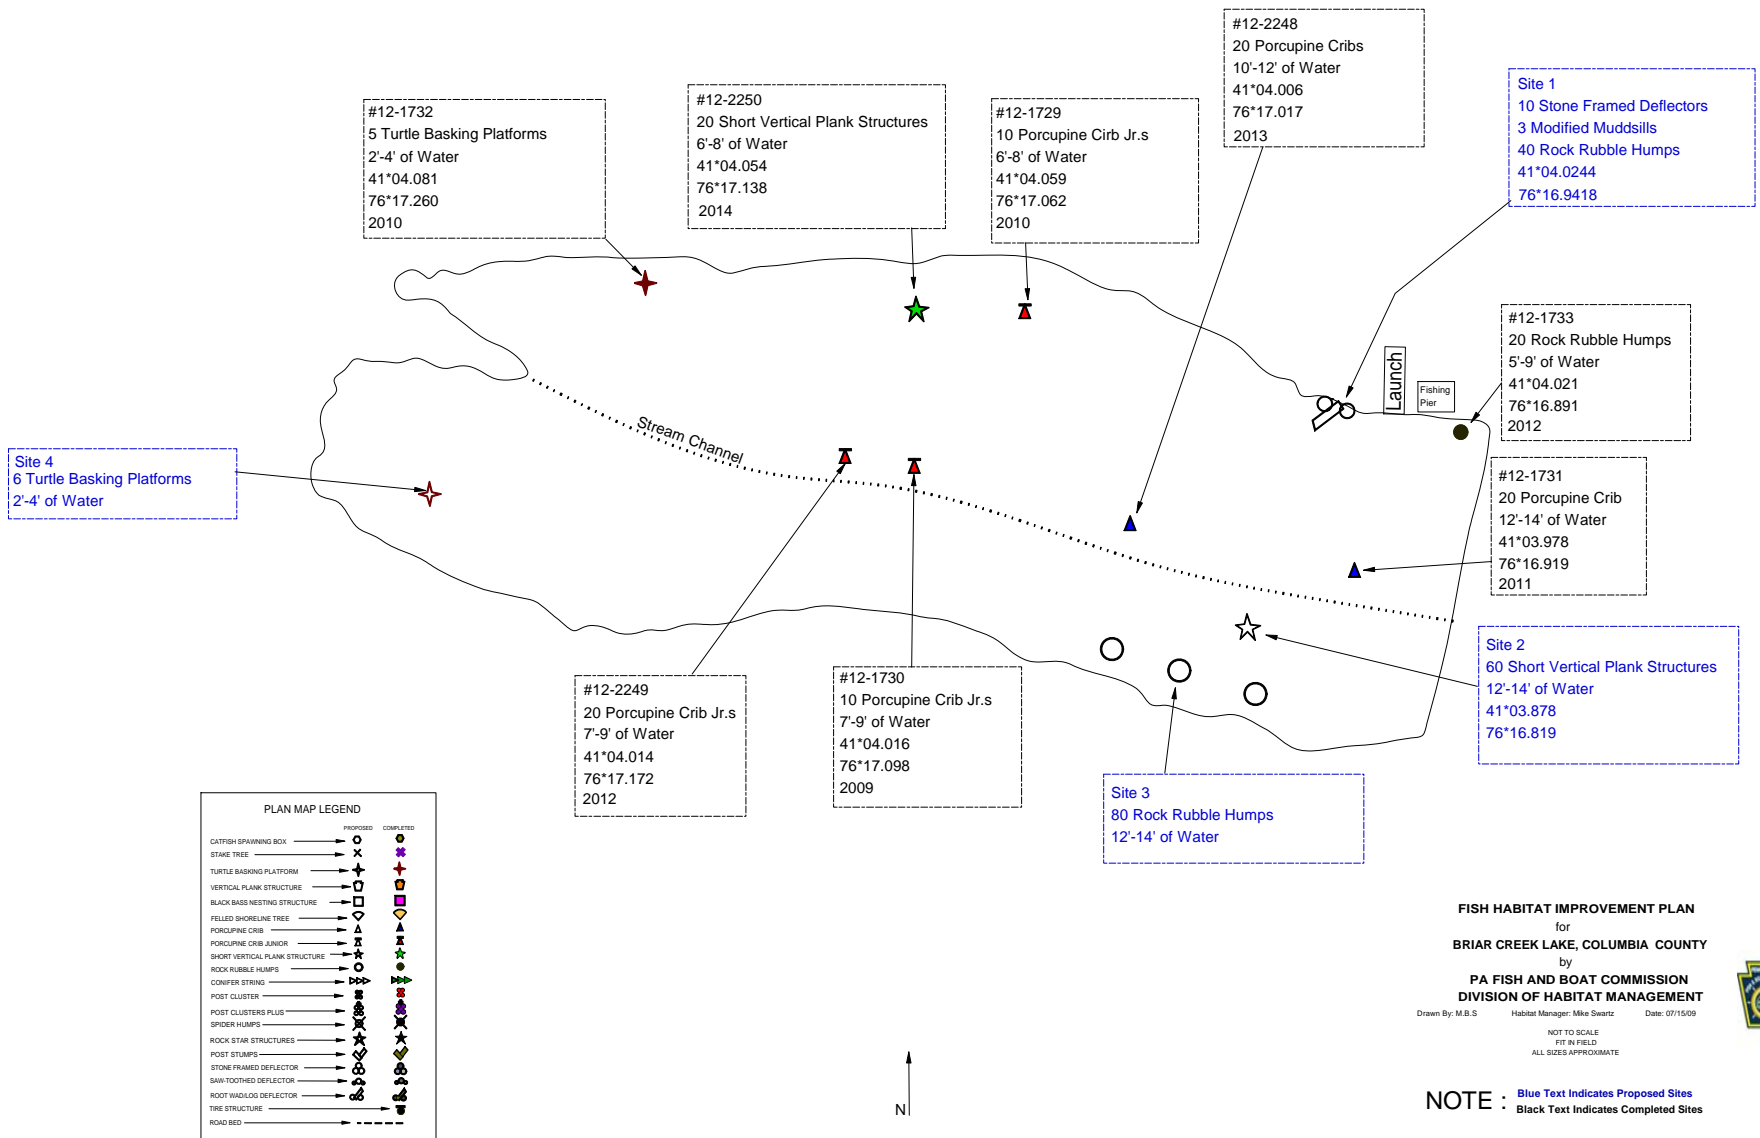 #12-2248
20 Porcupine Cribs
10'-12' of Water
41*04.006
76*17.017
2013
Site 1
10 Stone Framed Deflectors
3 Modified Muddsills
40 Rock Rubble Humps
41*04.0244
76*16.9418
#12-1732
5 Turtle Basking Platforms
2'-4' of Water
41*04.081
76*17.260
2010
#12-2250
20 Short Vertical Plank Structures
6'-8' of Water
41*04.054
76*17.138
2014
#12-1729
10 Porcupine Cirb Jr.s
6'-8' of Water
41*04.059
76*17.062
2010
#12-1733
20 Rock Rubble Humps
5'-9' of Water
41*04.021
76*16.891
2012
Launch
Fishing
Pier
Stream Channel
Site 4
6 Turtle Basking Platforms
2'-4' of Water
#12-1731
20 Porcupine Crib
12'-14' of Water
41*03.978
76*16.919
2011
Site 2
60 Short Vertical Plank Structures
12'-14' of Water
41*03.878
76*16.819
#12-2249
20 Porcupine Crib Jr.s
7'-9' of Water
41*04.014
76*17.172
2012
#12-1730
10 Porcupine Crib Jr.s
7'-9' of Water
41*04.016
76*17.098
2009
Site 3
80 Rock Rubble Humps
12'-14' of Water
PLAN MAP LEGEND
PROPOSED COMPLETED
CATFISH SPAWNING BOX
STAKE TREE
TURTLE BASKING PLATFORM
VERTICAL PLANK STRUCTURE
BLACK BASS NESTING STRUCTURE
FELLED SHORELINE TREE
PORCUPINE CRIB
PORCUPINE CRIB JUNIOR
SHORT VERTICAL PLANK STRUCTURE
ROCK RUBBLE HUMPS
CONIFER STRING
POST CLUSTER
POST CLUSTERS PLUS
SPIDER HUMPS
ROCK STAR STRUCTURES
POST STUMPS
STONE FRAMED DEFLECTOR
SAW-TOOTHED DEFLECTOR
ROOT WAD/LOG DEFLECTOR
TIRE STRUCTURE
ROAD BED
N
FISH HABITAT IMPROVEMENT PLAN
for
BRIAR CREEK LAKE, COLUMBIA COUNTY
by
PA FISH AND BOAT COMMISSION
DIVISION OF HABITAT MANAGEMENT
Drawn By: M.B.S Habitat Manager: Mike Swartz Date: 07/15/09
NOT TO SCALE
FIT IN FIELD
ALL SIZES APPROXIMATE
NOTE : Blue Text Indicates Proposed Sites
Black Text Indicates Completed Sites